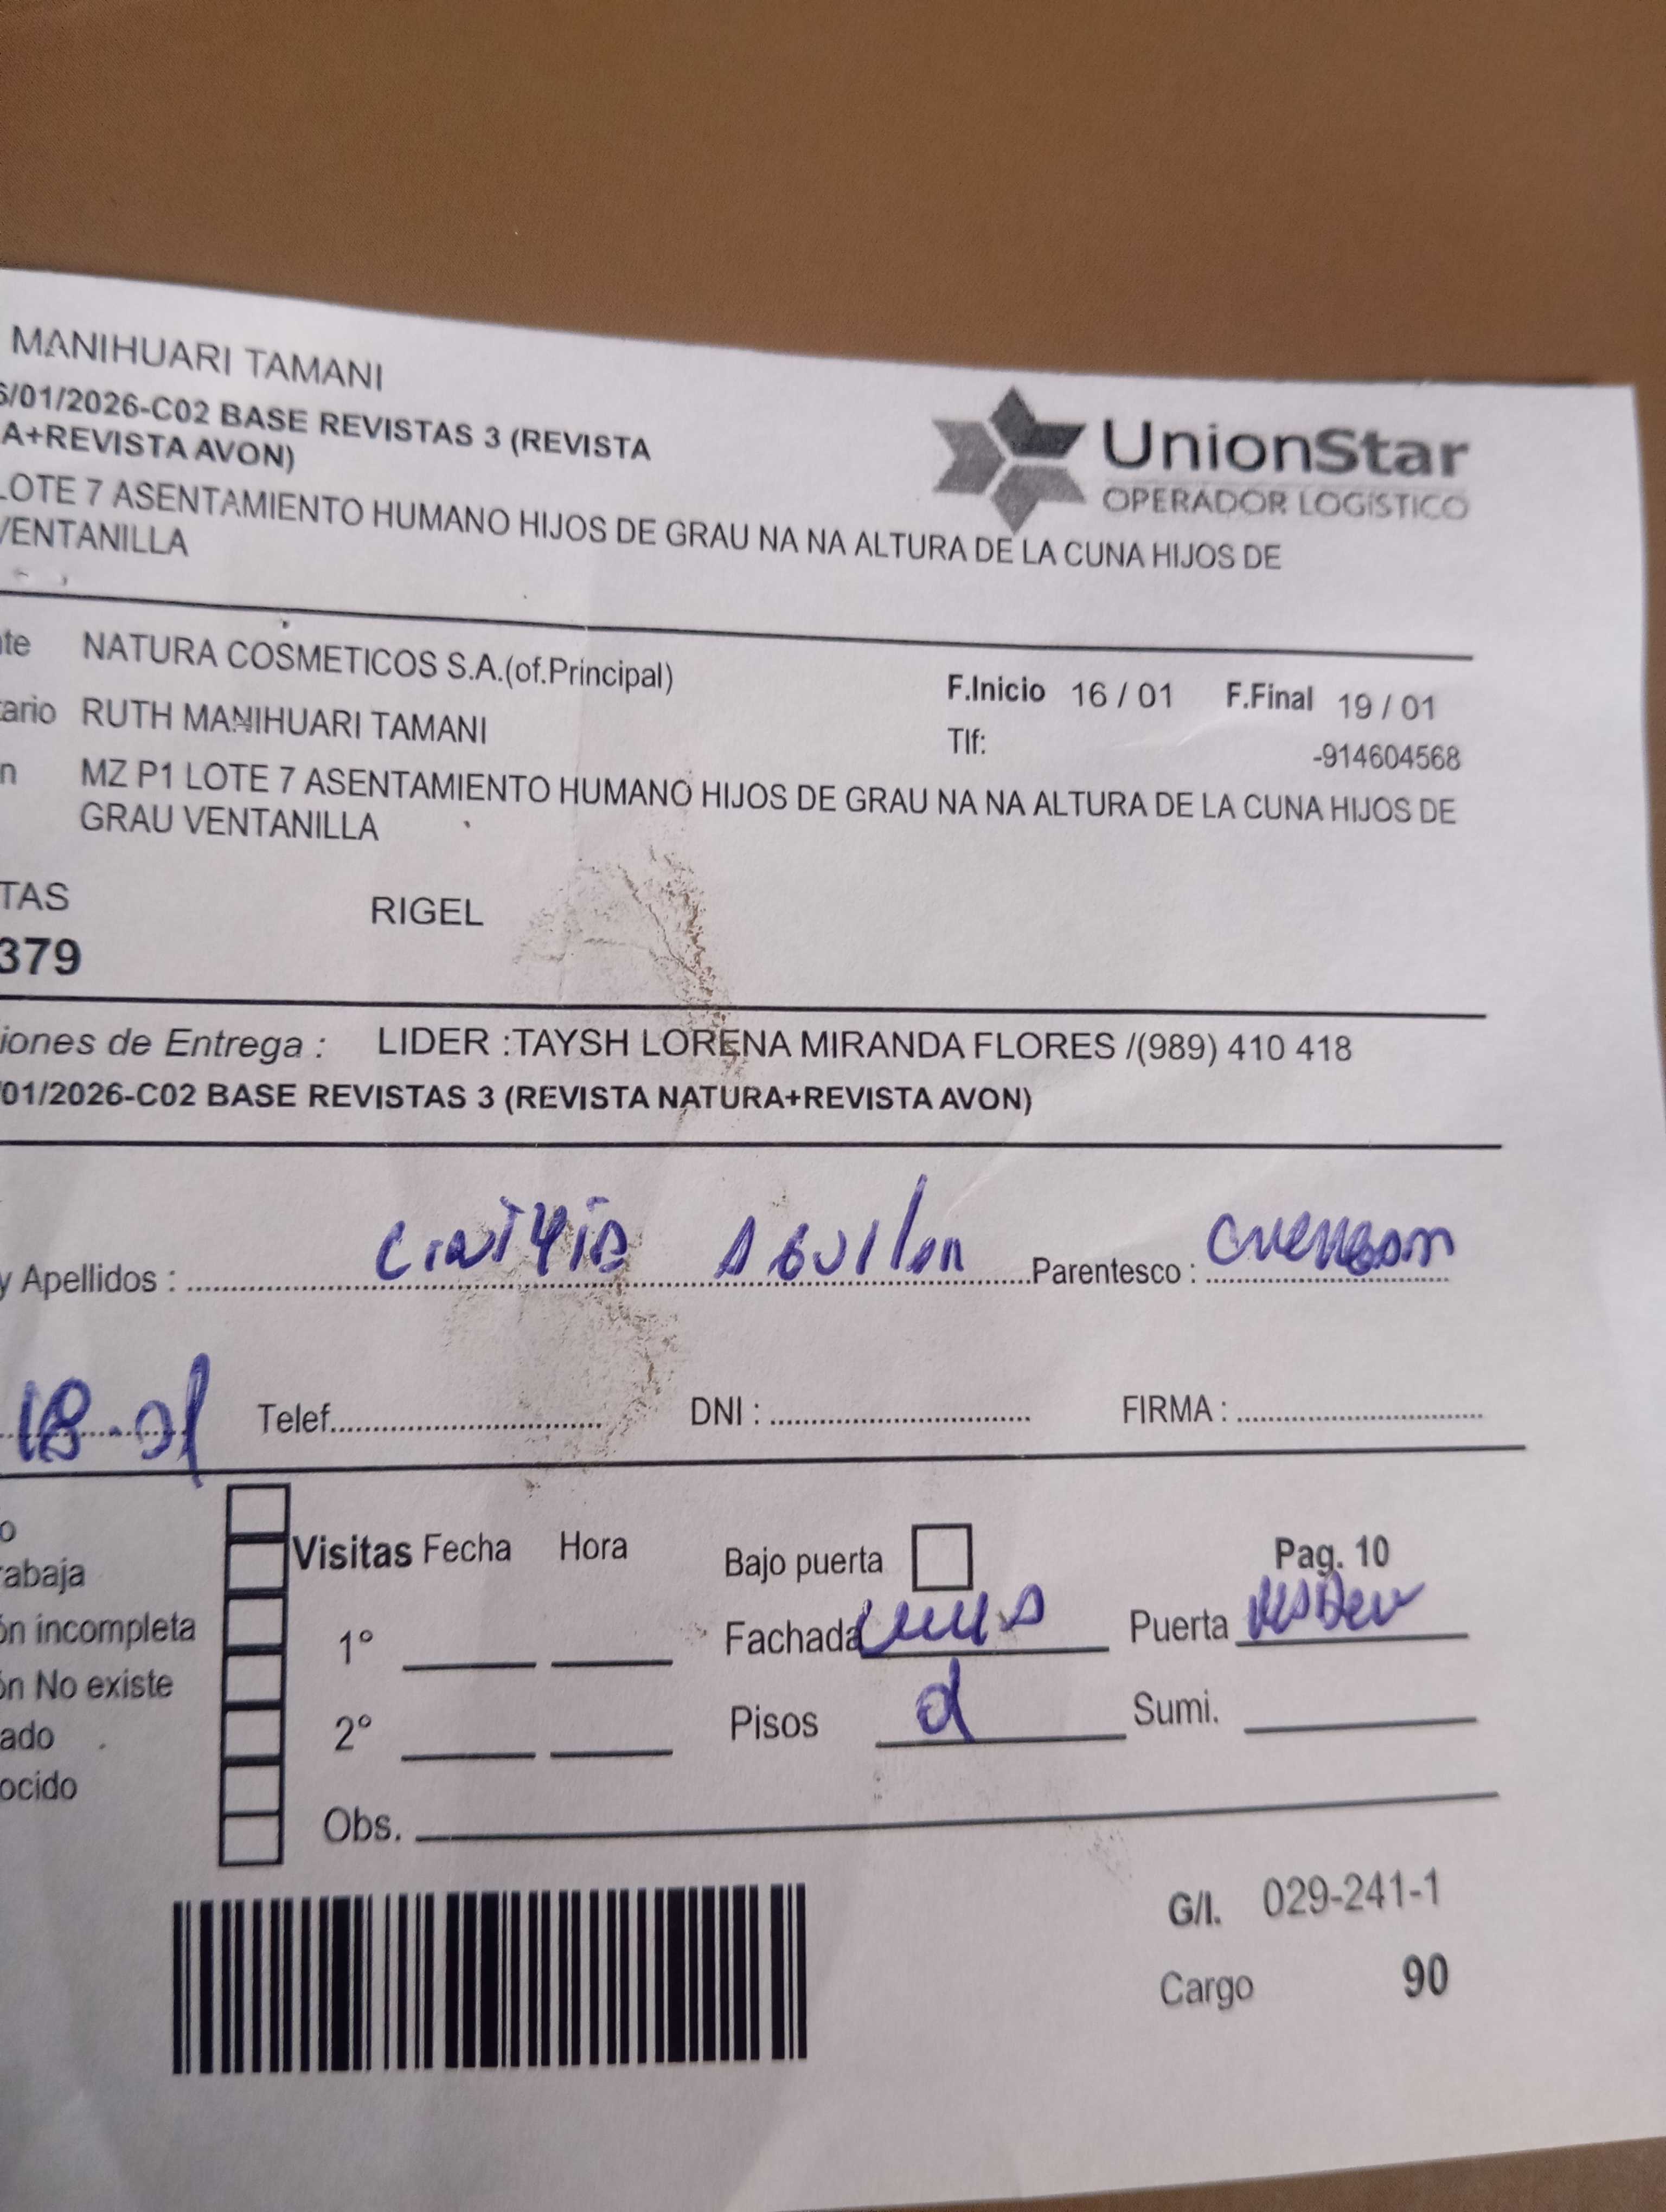 MANIHUARI TAMANI
6/01/2026-C02 BASE REVISTAS 3 (REVISTA
A+REVISTA AVON)
UnionStar
OPERADOR LOGÍSTICO
LOTE 7 ASENTAMIENTO HUMANO HIJOS DE GRAU NA NA ALTURA DE LA CUNA HIJOS DE
VENTANILLA
te NATURA COSMETICOS S.A.(of.Principal)
F.Inicio 16 / 01 F.Final 19 / 01
tario RUTH MANIHUARI TAMANI
Tlf: -914604568
n MZ P1 LOTE 7 ASENTAMIENTO HUMANO HIJOS DE GRAU NA NA ALTURA DE LA CUNA HIJOS DE
GRAU VENTANILLA
TAS RIGEL
379
iones de Entrega : LIDER :TAYSH LORENA MIRANDA FLORES /(989) 410 418
01/2026-C02 BASE REVISTAS 3 (REVISTA NATURA+REVISTA AVON)
y Apellidos : Parentesco :
18-01 Telef. DNI : FIRMA :
o
Visitas Fecha Hora Bajo puerta Pag. 10
abaja
ón incompleta 1° Fachada Puerta
ón No existe
ado 2° Pisos Sumi.
ocido
Obs.
G/I. 029-241-1
Cargo 90